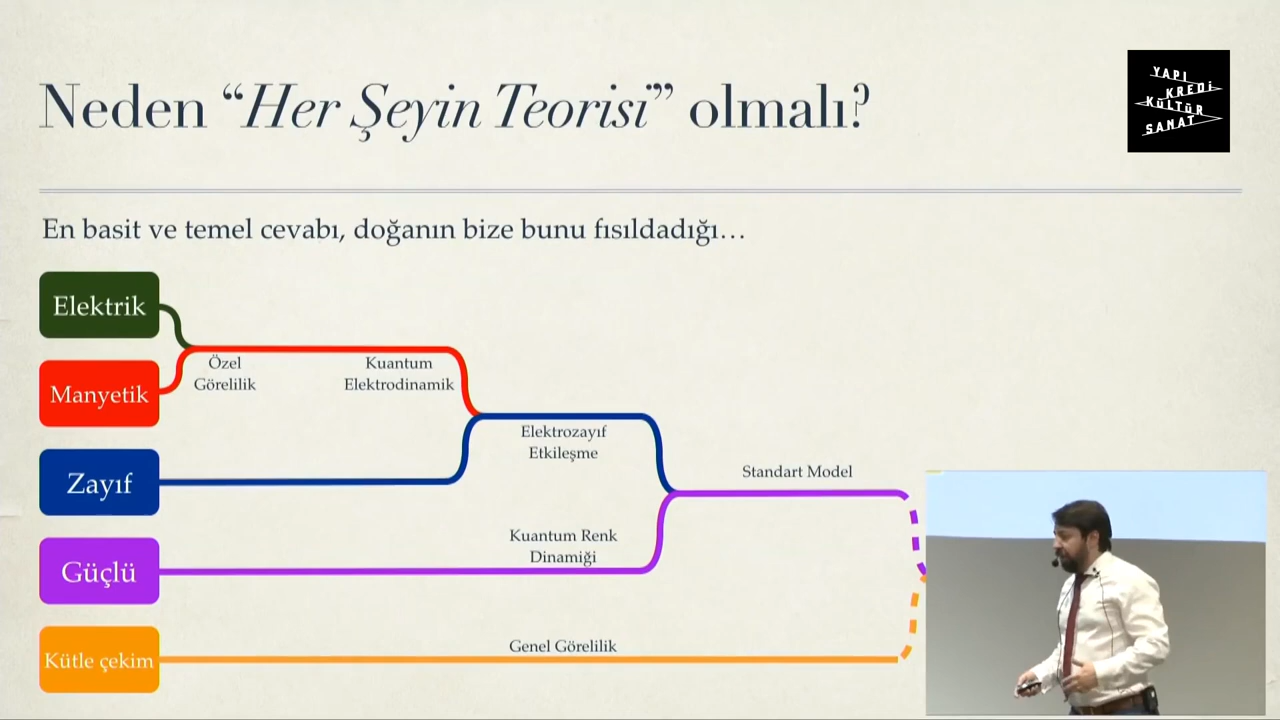 Neden “Her Şeyin Teorisi” olmalı?
YAPI
KREDi
KüLTüR
SANAT
En basit ve temel cevabı, doğanın bize bunu fısıldadığı…
Elektrik
Manyetik
Özel
Görelilik
Kuantum
Elektrodinamik
Zayıf
Elektrozayıf
Etkileşme
Standart Model
Güçlü
Kuantum Renk
Dinamiği
Kütle çekim
Genel Görelilik